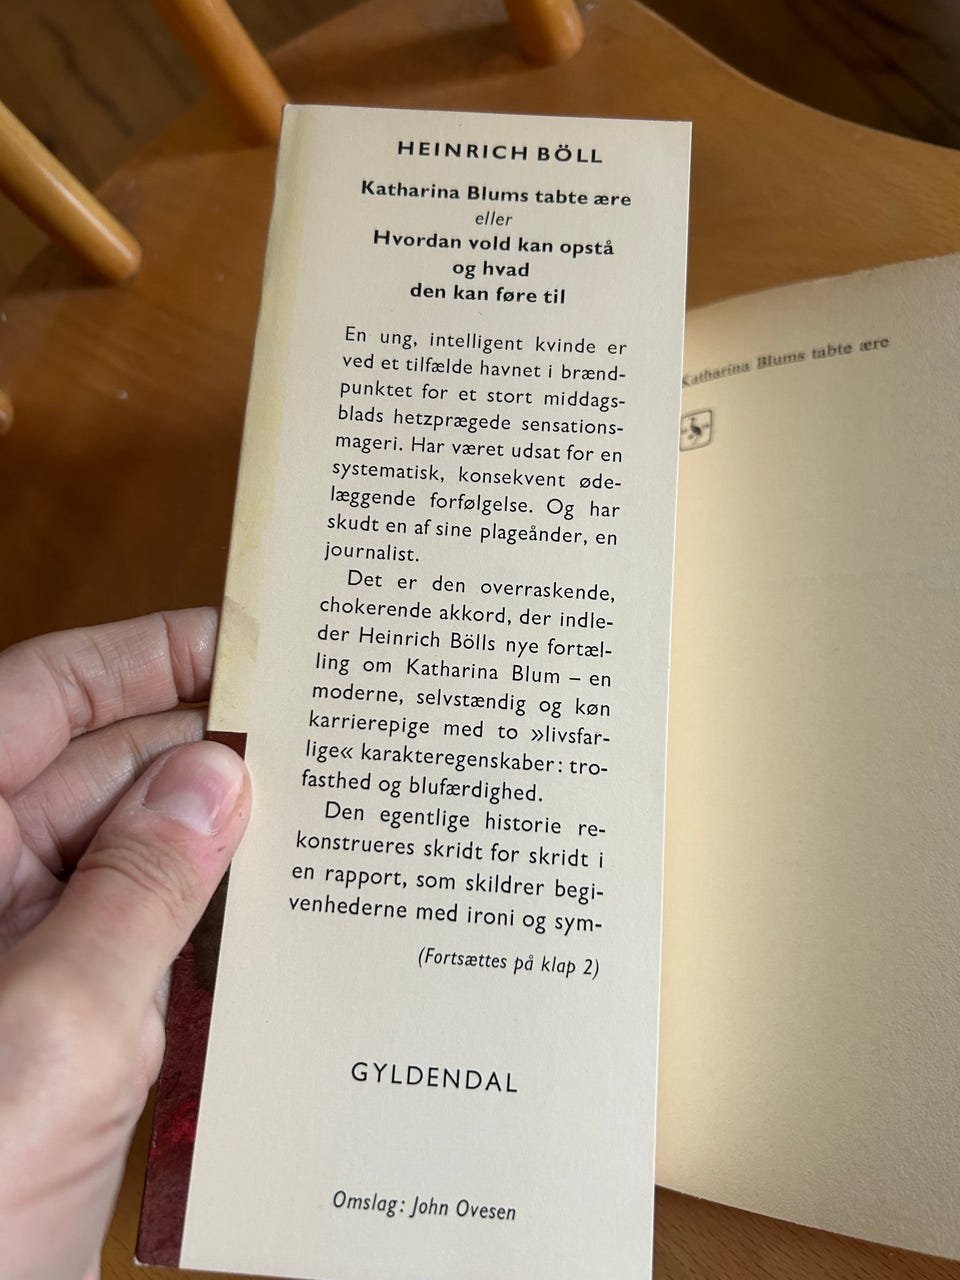 HEINRICH BÖLL
Katharina Blums tabte ære
eller
Hvordan vold kan opstå
og hvad
den kan føre til
En ung, intelligent kvinde er
ved et tilfælde havnet i brænd-
punktet for et stort middags-
blads hetzprægede sensations-
mageri. Har været udsat for en
systematisk, konsekvent øde-
læggende forfølgelse. Og har
skudt en af sine plageånder, en
journalist.
Det er den overraskende,
chokerende akkord, der indle-
der Heinrich Bölls nye fortæl-
ling om Katharina Blum – en
moderne, selvstændig og køn
karrierepige med to »livsfar-
lige« karakteregenskaber: tro-
fasthed og blufærdighed.
Den egentlige historie re-
konstrueres skridt for skridt i
en rapport, som skildrer begi-
venhederne med ironi og sym-
(Fortsættes på klap 2)
GYLDENDAL
Omslag: John Ovesen
Katharina Blums tabte ære